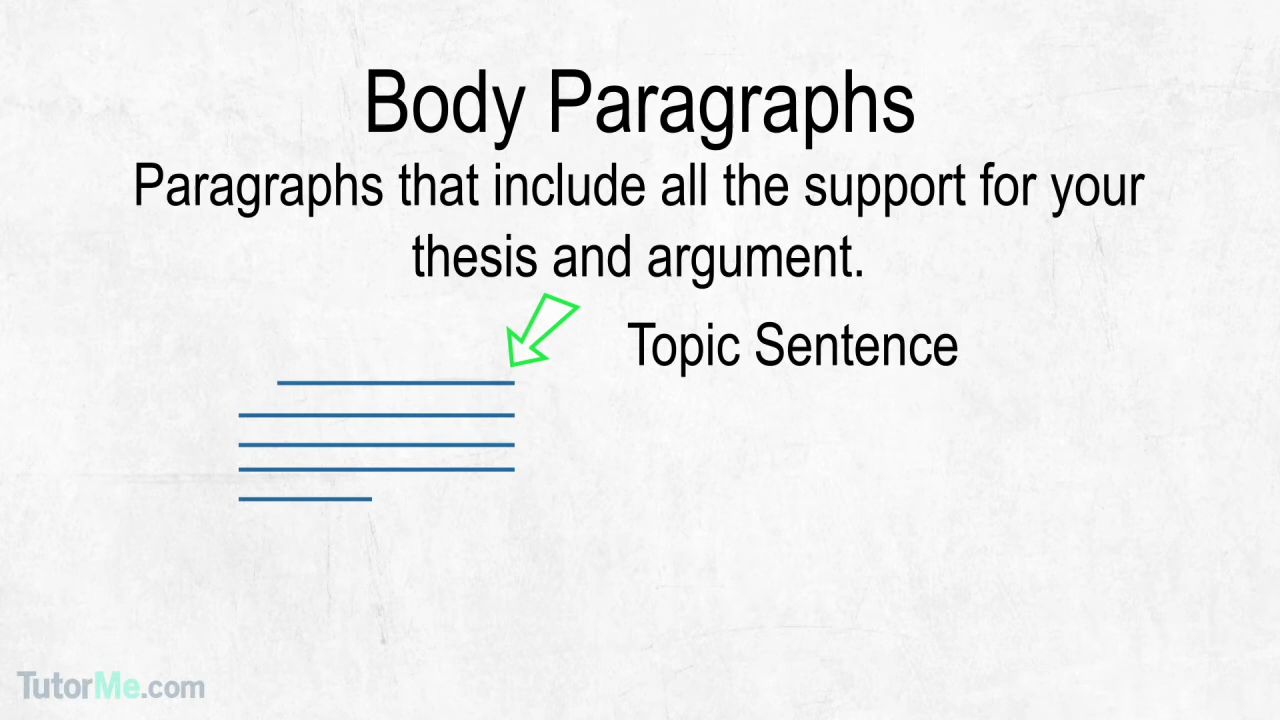 Body Paragraphs
Paragraphs that include all the support for your
thesis and argument.
Topic Sentence
TutorMe.com